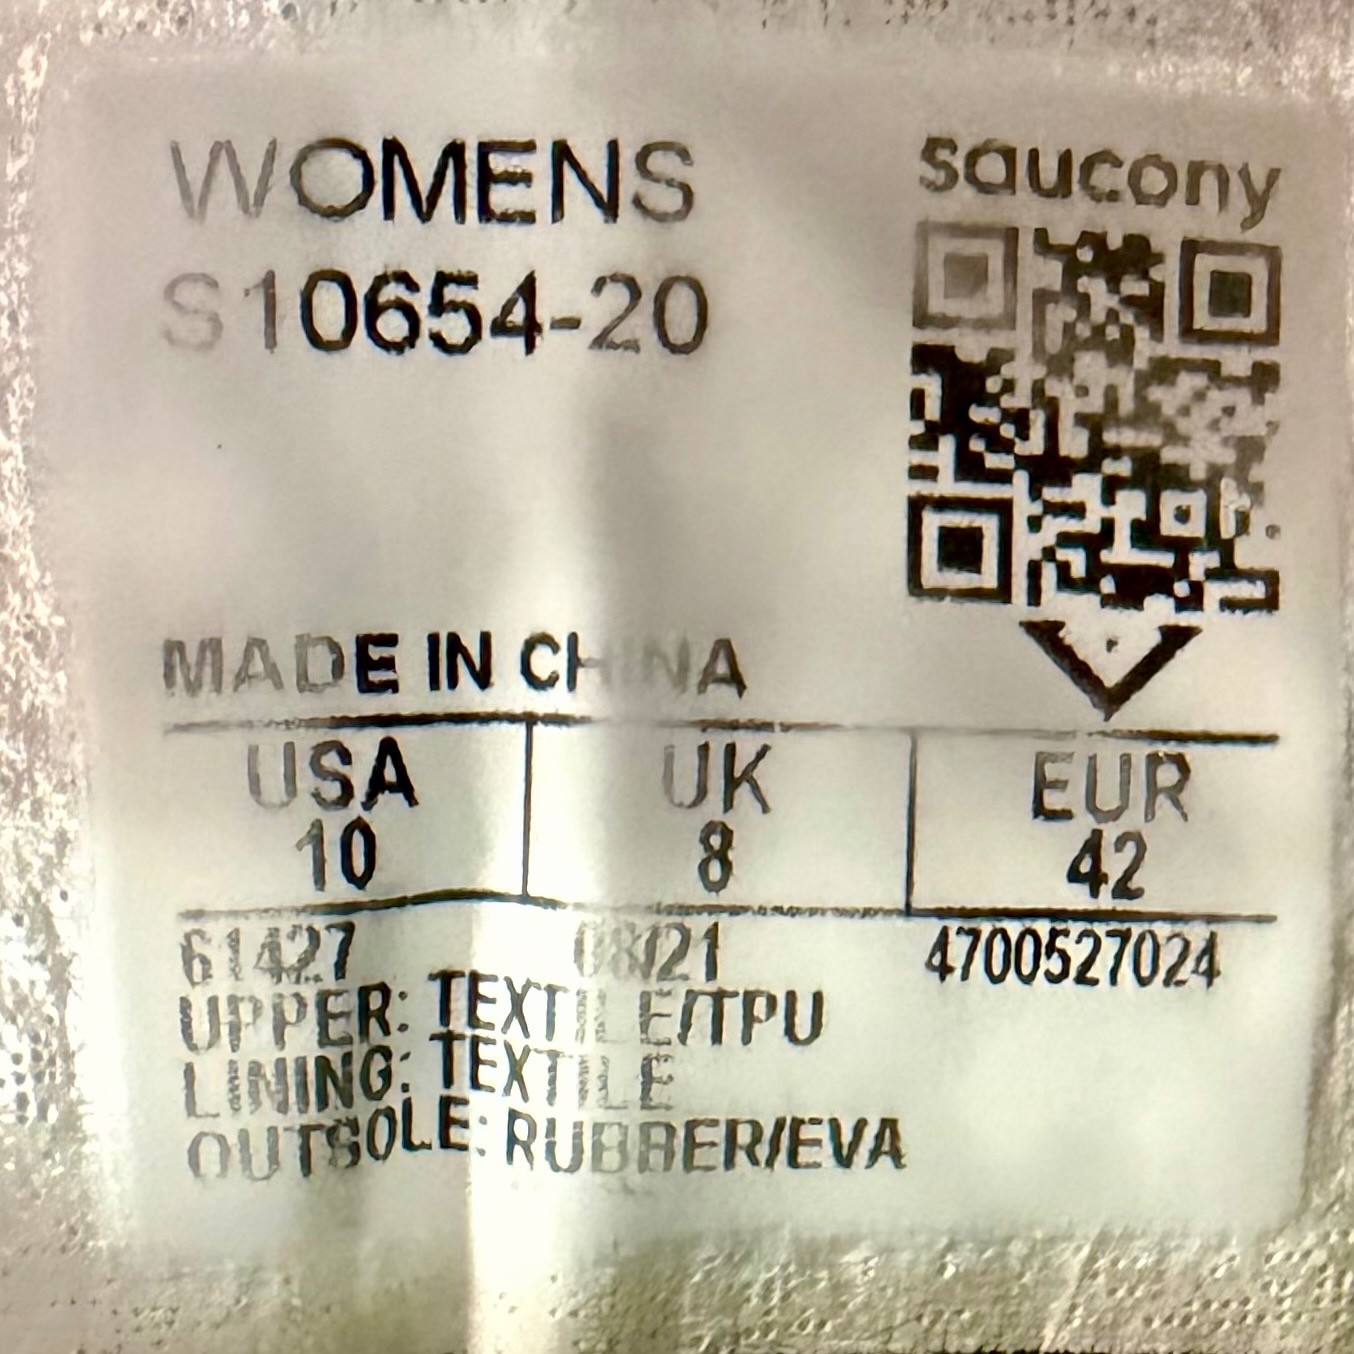 WOMENS
saucony
S10654-20
MADE IN CHINA
USA UK EUR
10 8 42
61427 08/21 4700527024
UPPER: TEXTILE/TPU
LINING: TEXTILE
OUTSOLE: RUBBER/EVA